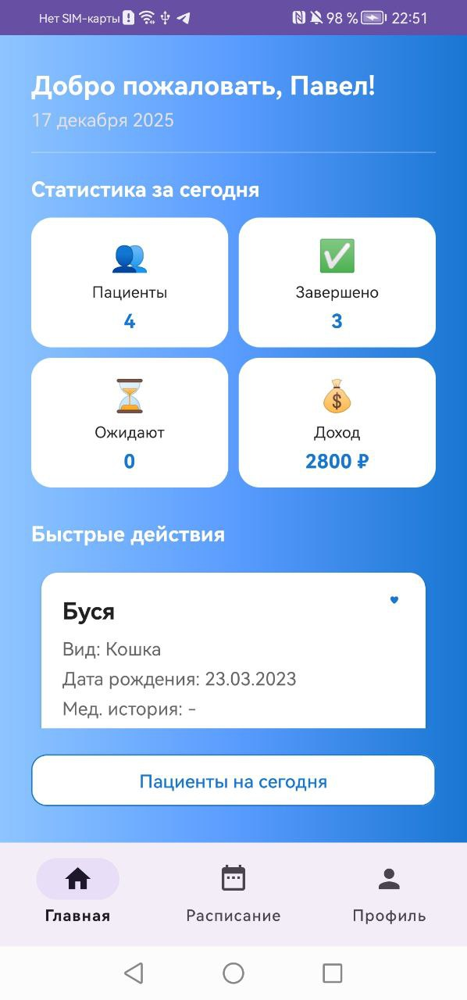 Нет SIM-карты 98 % 22:51
Добро пожаловать, Павел!
17 декабря 2025
Статистика за сегодня
Пациенты Завершено
4 3
Ожидают Доход
0 2800 ₽
Быстрые действия
Буся
Вид: Кошка
Дата рождения: 23.03.2023
Мед. история: -
Пациенты на сегодня
Главная Расписание Профиль